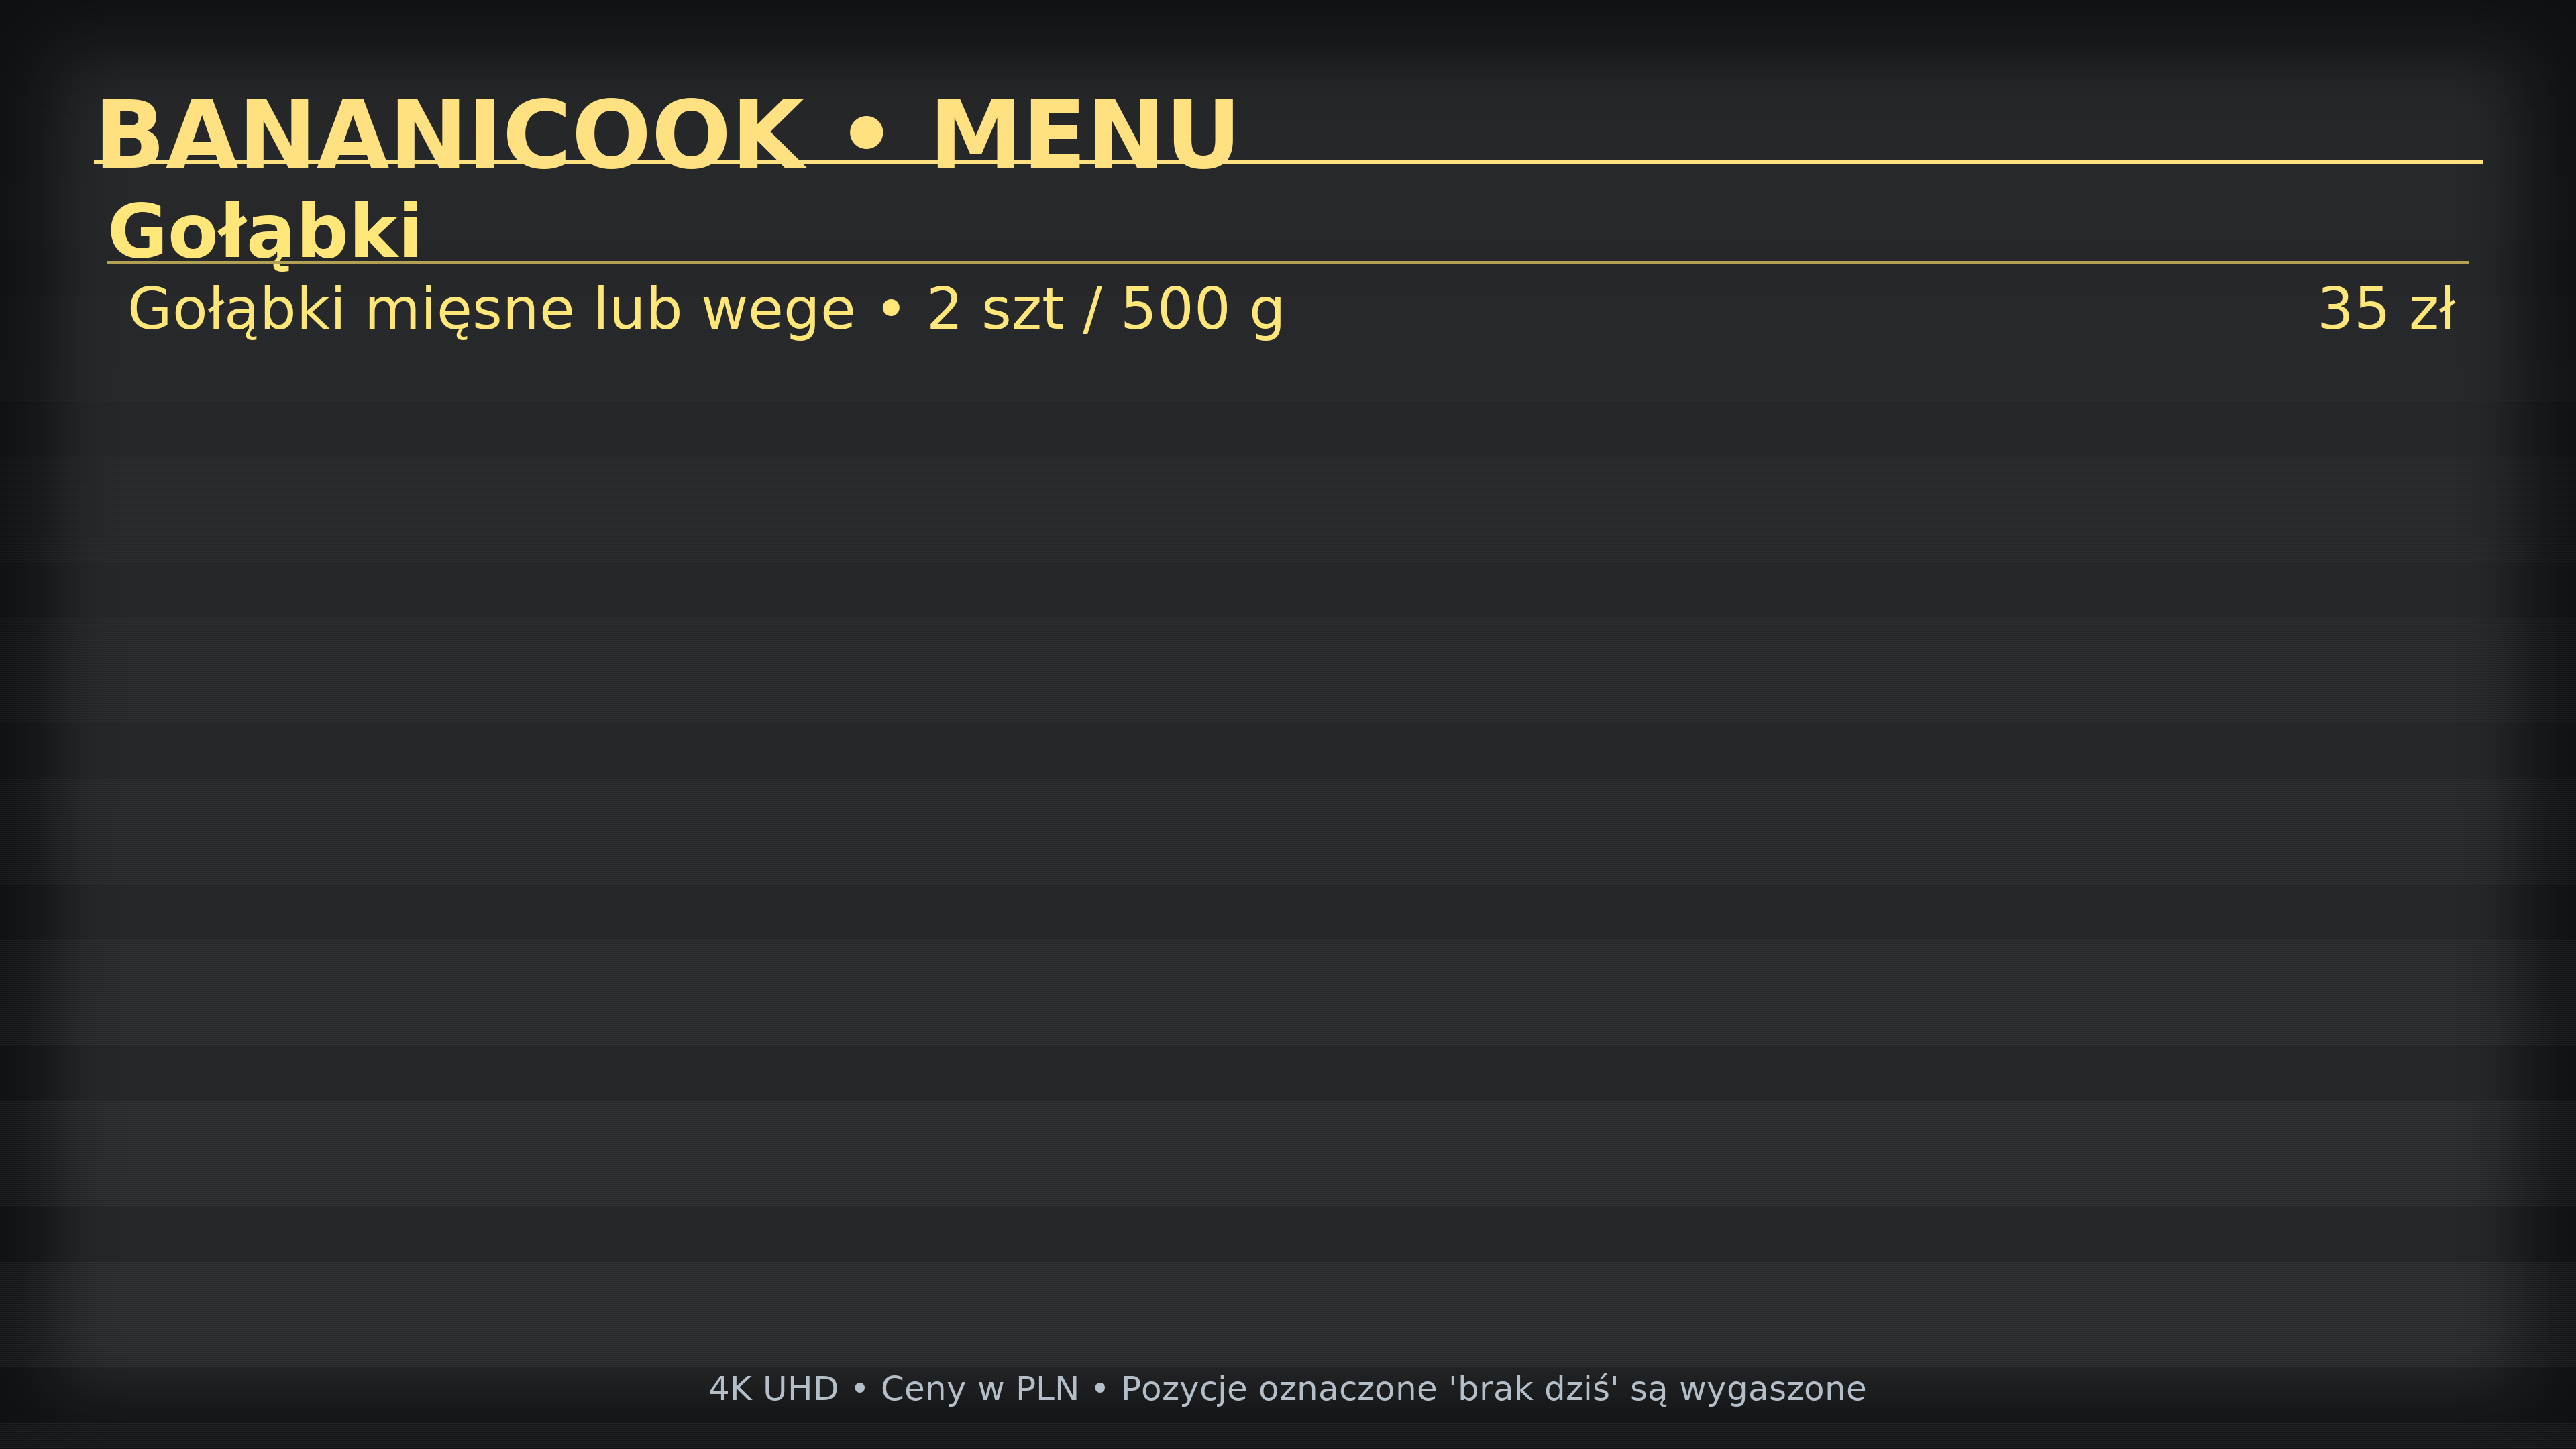 BANANICOOK • MENU
Gołąbki
Gołąbki mięsne lub wege • 2 szt / 500 g 35 zł
4K UHD • Ceny w PLN • Pozycje oznaczone 'brak dziś' są wygaszone